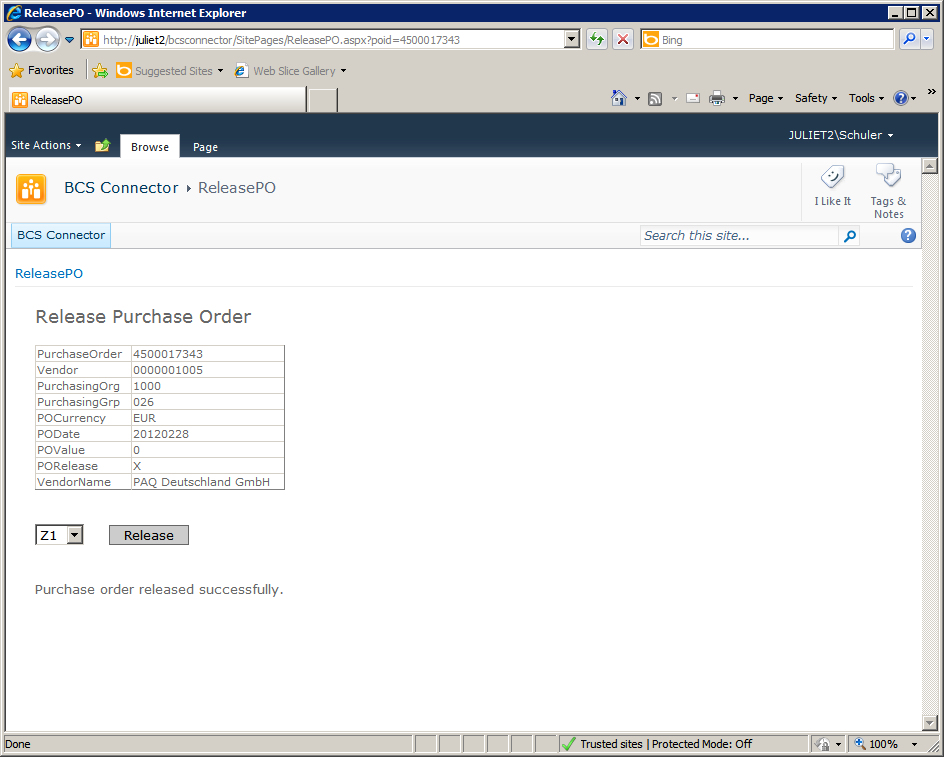 ReleasePO - Windows Internet Explorer
http://juliet2/bcsconnector/SitePages/ReleasePO.aspx?poid=4500017343
Bing
Favorites
Suggested Sites
Web Slice Gallery
ReleasePO
Page
Safety
Tools
»
Site Actions
Browse
Page
JULIET2\Schuler
BCS Connector
ReleasePO
I Like It
Tags &
Notes
BCS Connector
Search this site...
ReleasePO
Release Purchase Order
PurchaseOrder 4500017343
Vendor 0000001005
PurchasingOrg 1000
PurchasingGrp 026
POCurrency EUR
PODate 20120228
POValue 0
PORelease X
VendorName PAQ Deutschland GmbH
Z1 Release
Purchase order released successfully.
Done
Trusted sites | Protected Mode: Off
100%